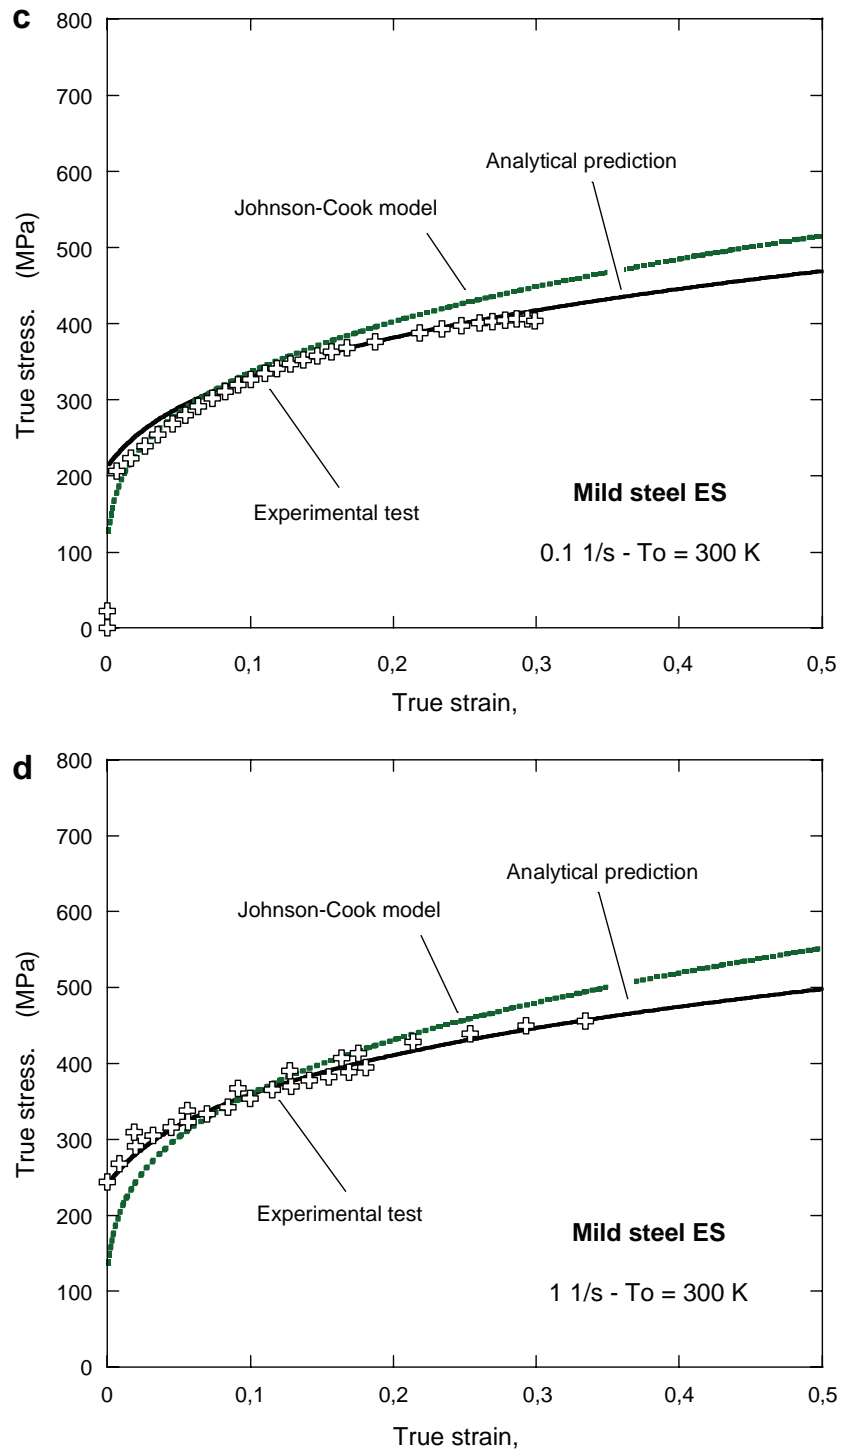 c
800
700
600
500
400
300
200
100
0
True stress. (MPa)
Analytical prediction
Johnson-Cook model
Experimental test
Mild steel ES
0.1 1/s - To = 300 K
0
0,1
0,2
0,3
0,4
0,5
True strain,
d
800
700
600
500
400
300
200
100
0
True stress. (MPa)
Analytical prediction
Johnson-Cook model
Experimental test
Mild steel ES
1 1/s - To = 300 K
0
0,1
0,2
0,3
0,4
0,5
True strain,